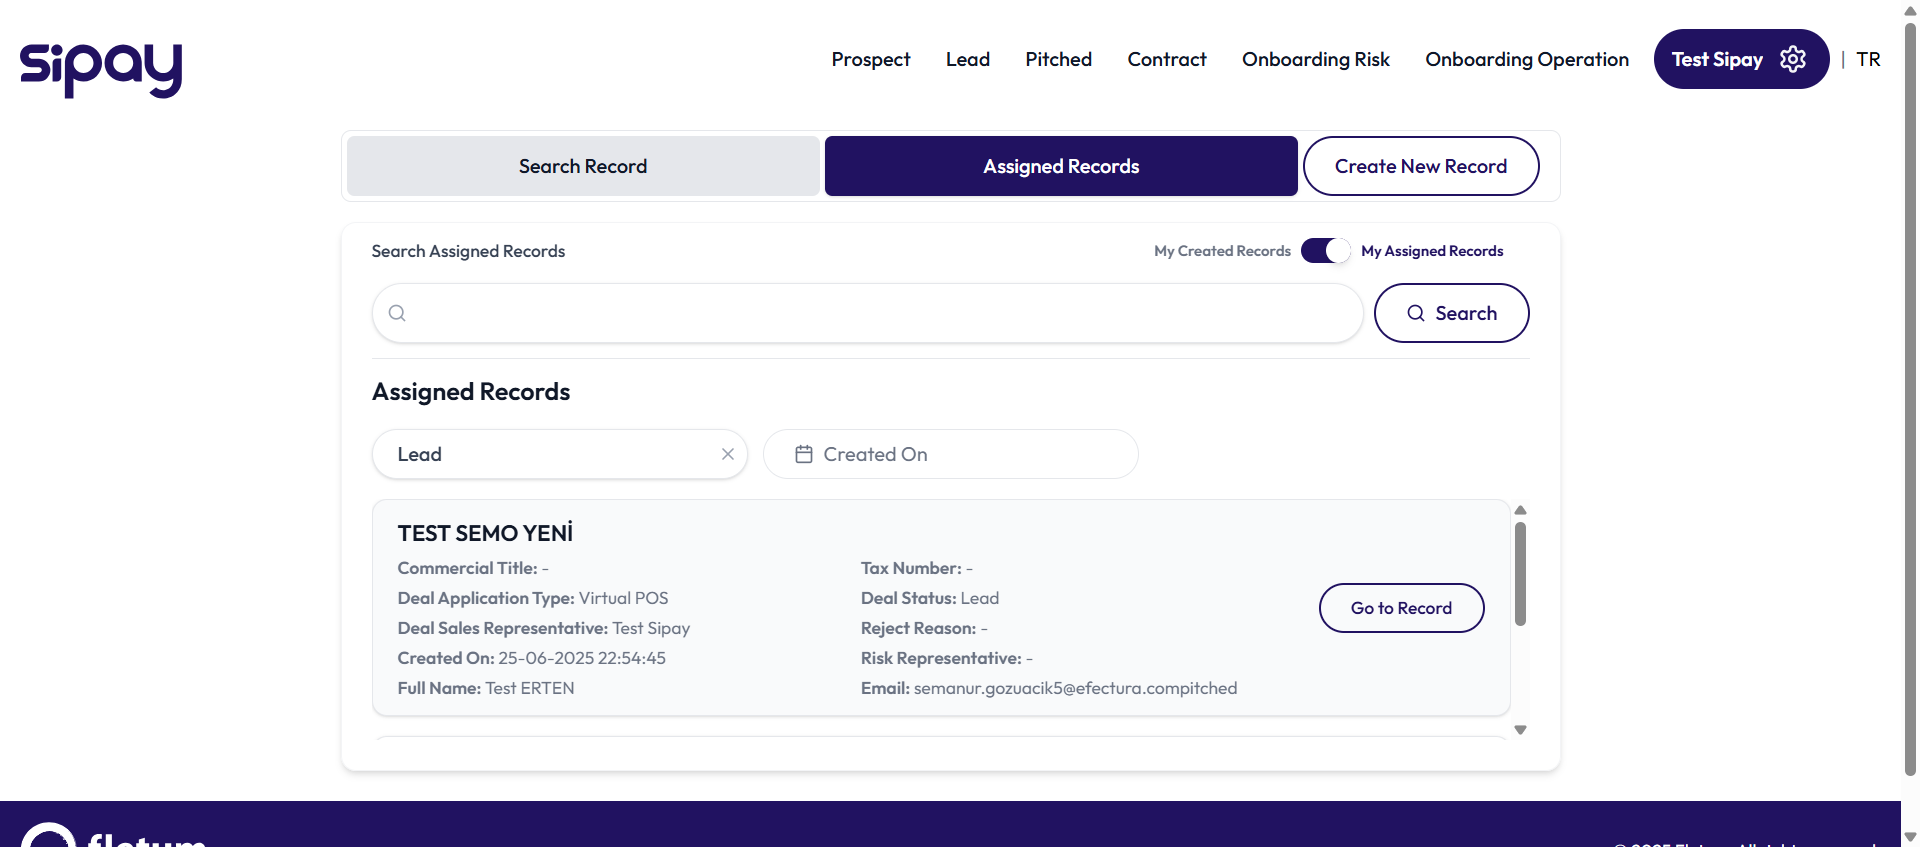 sipay
Prospect Lead Pitched Contract Onboarding Risk Onboarding Operation Test Sipay | TR
Search Record Assigned Records Create New Record
Search Assigned Records My Created Records My Assigned Records
Search
Assigned Records
Lead Created On
TEST SEMO YENİ
Commercial Title: - Tax Number: -
Deal Application Type: Virtual POS Deal Status: Lead
Go to Record
Deal Sales Representative: Test Sipay Reject Reason: -
Created On: 25-06-2025 22:54:45 Risk Representative: -
Full Name: Test ERTEN Email: semanur.gozuacik5@efectura.compitched